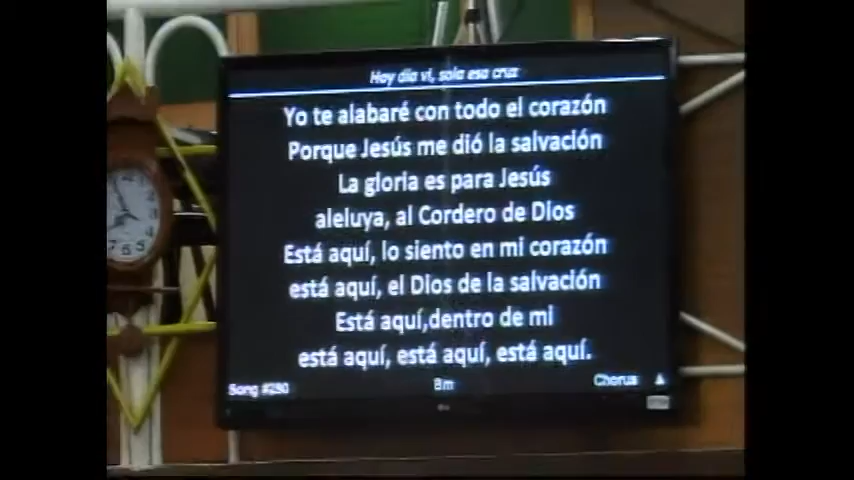 Hoy día ví, sola esa cruz
Yo te alabaré con todo el corazón
Porque Jesús me dió la salvación
La gloria es para Jesús
aleluya, al Cordero de Dios
Está aquí, lo siento en mi corazón
está aquí, el Dios de la salvación
Está aquí,dentro de mi
está aquí, está aquí, está aquí.
Song #290 Bm Chorus